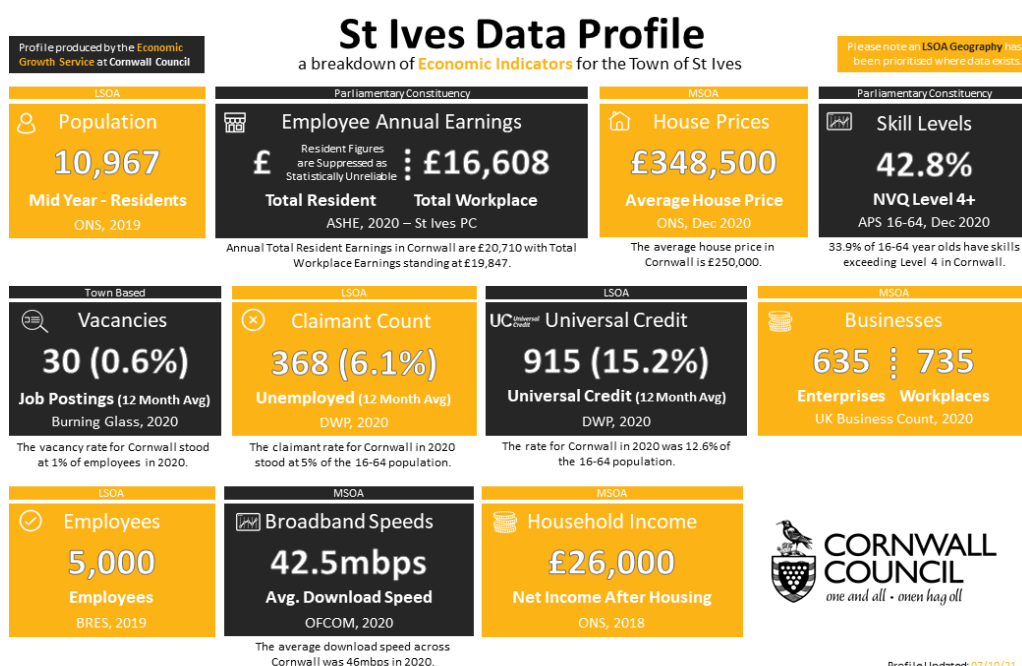 St Ives Data Profile
a breakdown of Economic Indicators for the Town of St Ives
Profile produced by the Economic
Growth Service at Cornwall Council
Please note an LSOA Geography has
been prioritised where data exists.
LSOA
Population
10,967
Mid Year - Residents
ONS, 2019
Parliamentary Constituency
Employee Annual Earnings
£
Resident Figures
are Suppressed as
Statistically Unreliable
£16,608
Total Resident
Total Workplace
ASHE, 2020 – St Ives PC
Annual Total Resident Earnings in Cornwall are £20,710 with Total
Workplace Earnings standing at £19,847.
MSOA
House Prices
£348,500
Average House Price
ONS, Dec 2020
The average house price in
Cornwall is £250,000.
Parliamentary Constituency
Skill Levels
42.8%
NVQ Level 4+
APS 16-64, Dec 2020
33.9% of 16-64 year olds have skills
exceeding Level 4 in Cornwall.
Town Based
Vacancies
30 (0.6%)
Job Postings (12 Month Avg)
Burning Glass, 2020
The vacancy rate for Cornwall stood
at 1% of employees in 2020.
LSOA
Claimant Count
368 (6.1%)
Unemployed (12 Month Avg)
DWP, 2020
The claimant rate for Cornwall in 2020
stood at 5% of the 16-64 population.
LSOA
UC Universal Credit
Universal Credit
915 (15.2%)
Universal Credit (12 Month Avg)
DWP, 2020
The rate for Cornwall in 2020 was 12.6% of
the 16-64 population.
MSOA
Businesses
635
735
Enterprises
Workplaces
UK Business Count, 2020
LSOA
Employees
5,000
Employees
BRES, 2019
MSOA
Broadband Speeds
42.5mbps
Avg. Download Speed
OFCOM, 2020
The average download speed across
Cornwall was 46mbps in 2020.
MSOA
Household Income
£26,000
Net Income After Housing
ONS, 2018
CORNWALL
COUNCIL
one and all • onen hag oll
Profile Updated: 07/10/21